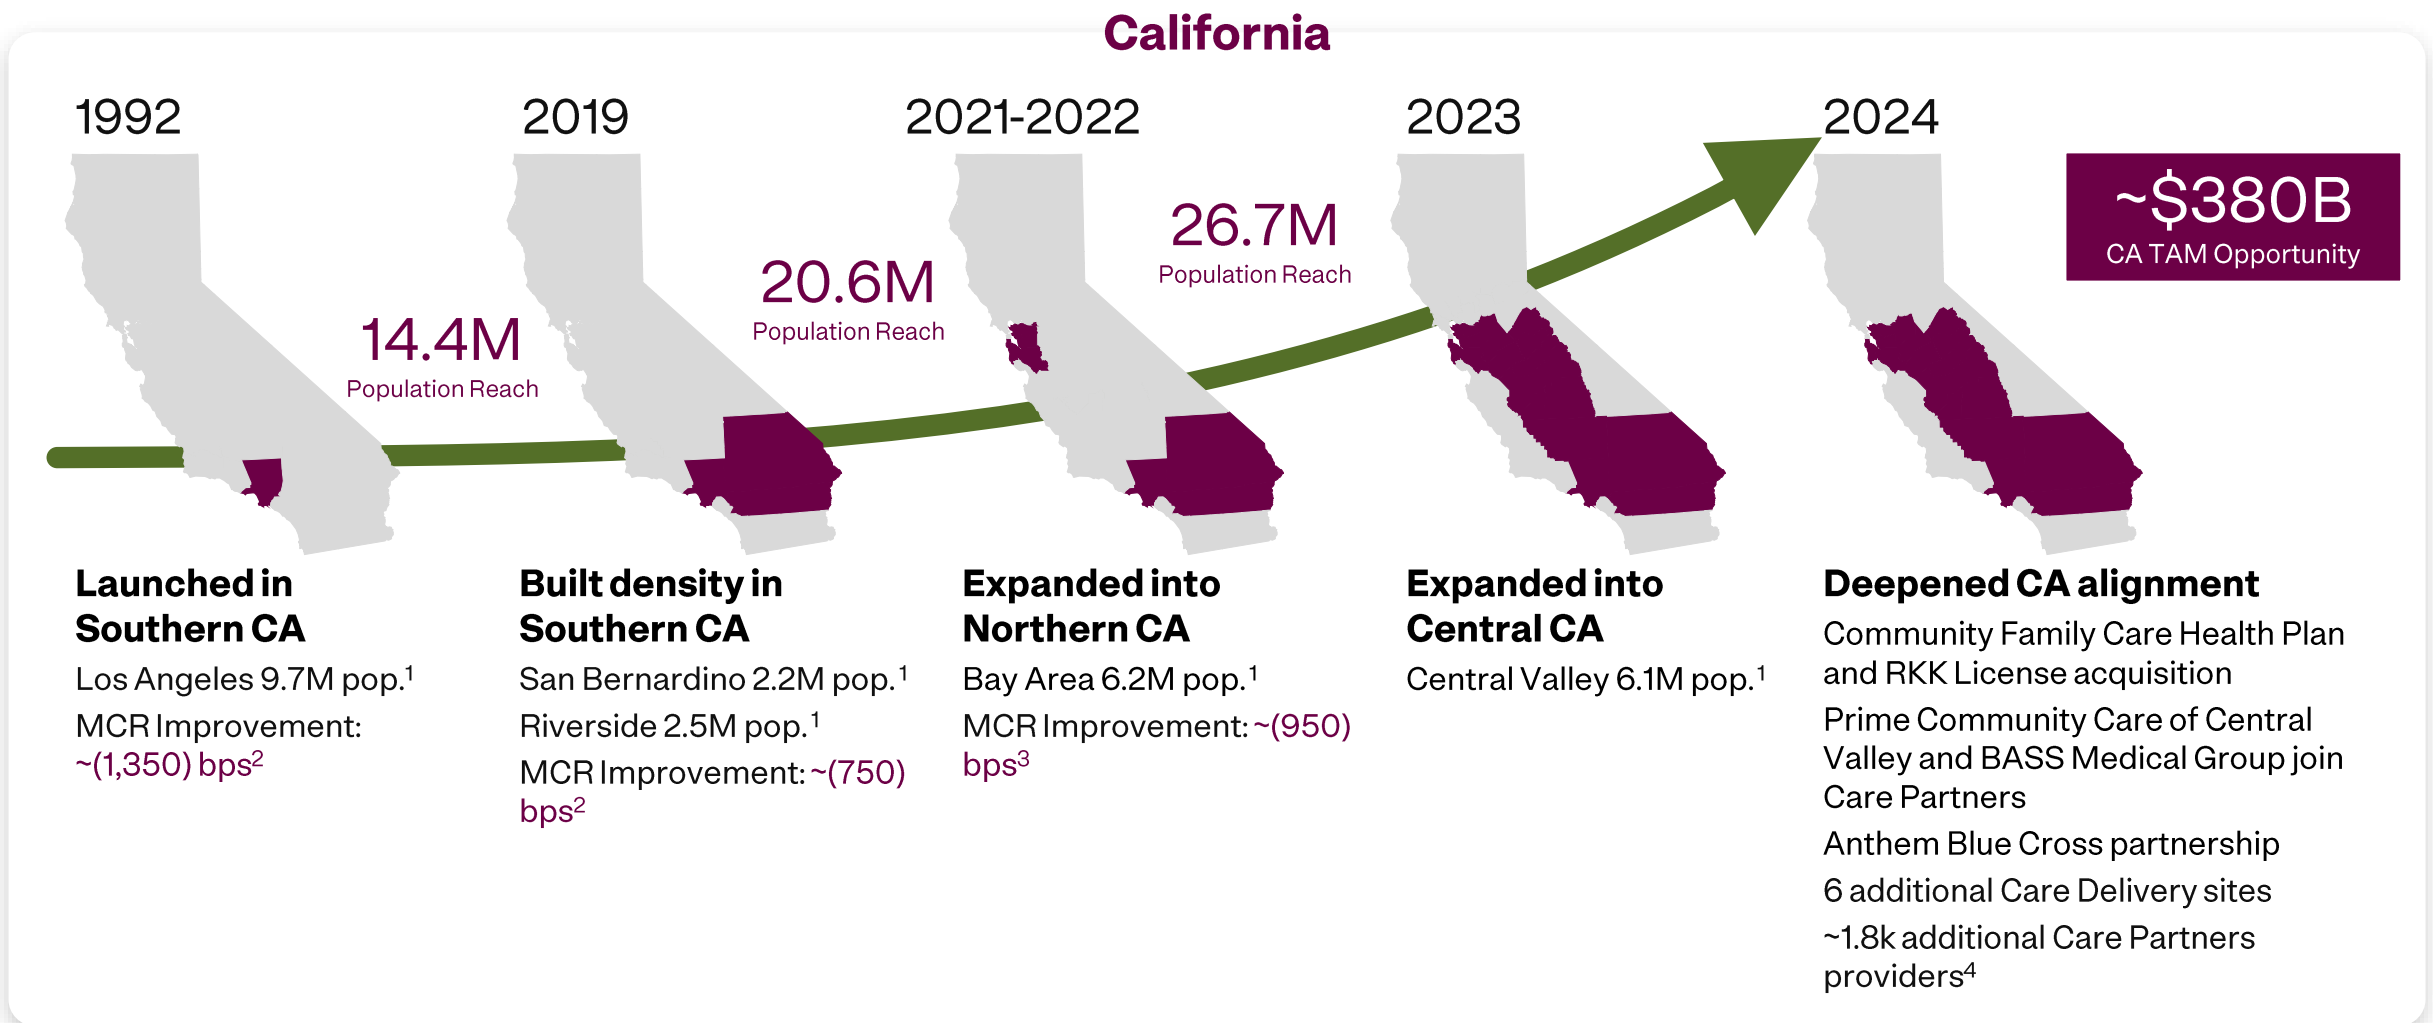 California
1992
2019
2021-2022
2023
2024
~$380B
CA TAM Opportunity
14.4M
Population Reach
20.6M
Population Reach
26.7M
Population Reach
Launched in
Southern CA
Los Angeles 9.7M pop.¹
MCR Improvement:
~(1,350) bps²
Built density in
Southern CA
San Bernardino 2.2M pop.¹
Riverside 2.5M pop.¹
MCR Improvement: ~(750)
bps²
Expanded into
Northern CA
Bay Area 6.2M pop.¹
MCR Improvement: ~(950)
bps³
Expanded into
Central CA
Central Valley 6.1M pop.¹
Deepened CA alignment
Community Family Care Health Plan
and RKK License acquisition
Prime Community Care of Central
Valley and BASS Medical Group join
Care Partners
Anthem Blue Cross partnership
6 additional Care Delivery sites
~1.8k additional Care Partners
providers⁴